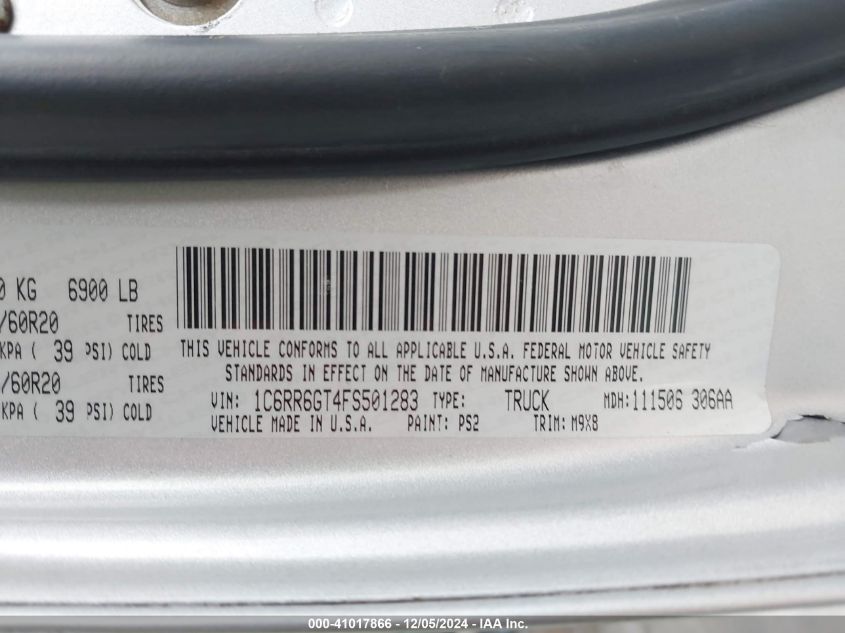 0 KG 6900 LB
/60R20 TIRES
KPA ( 39 PSI) COLD
/60R20 TIRES
KPA ( 39 PSI) COLD
THIS VEHICLE CONFORMS TO ALL APPLICABLE U.S.A. FEDERAL MOTOR VEHICLE SAFETY
STANDARDS IN EFFECT ON THE DATE OF MANUFACTURE SHOWN ABOVE.
VIN: 1C6RR6GT4FS501283 TYPE: TRUCK MDH:111506 306AA
VEHICLE MADE IN U.S.A. PAINT: PS2 TRIM: M9X8
000-41017866 - 12/05/2024 - IAA Inc.